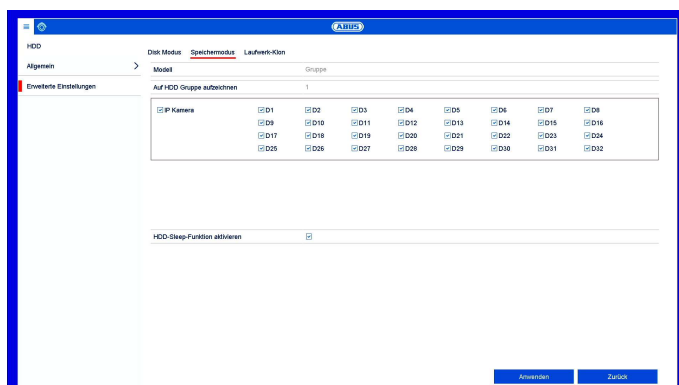 ABUS
HDD
Allgemein
Erweiterte Einstellungen
Disk Modus Speichermodus Laufwerk-Klon
Modell Gruppe
Auf HDD Gruppe aufzeichnen 1
IP Kamera D1 D2 D3 D4 D5 D6 D7 D8
D9 D10 D11 D12 D13 D14 D15 D16
D17 D18 D19 D20 D21 D22 D23 D24
D25 D26 D27 D28 D29 D30 D31 D32
HDD-Sleep-Funktion aktivieren
Anwenden Zurück